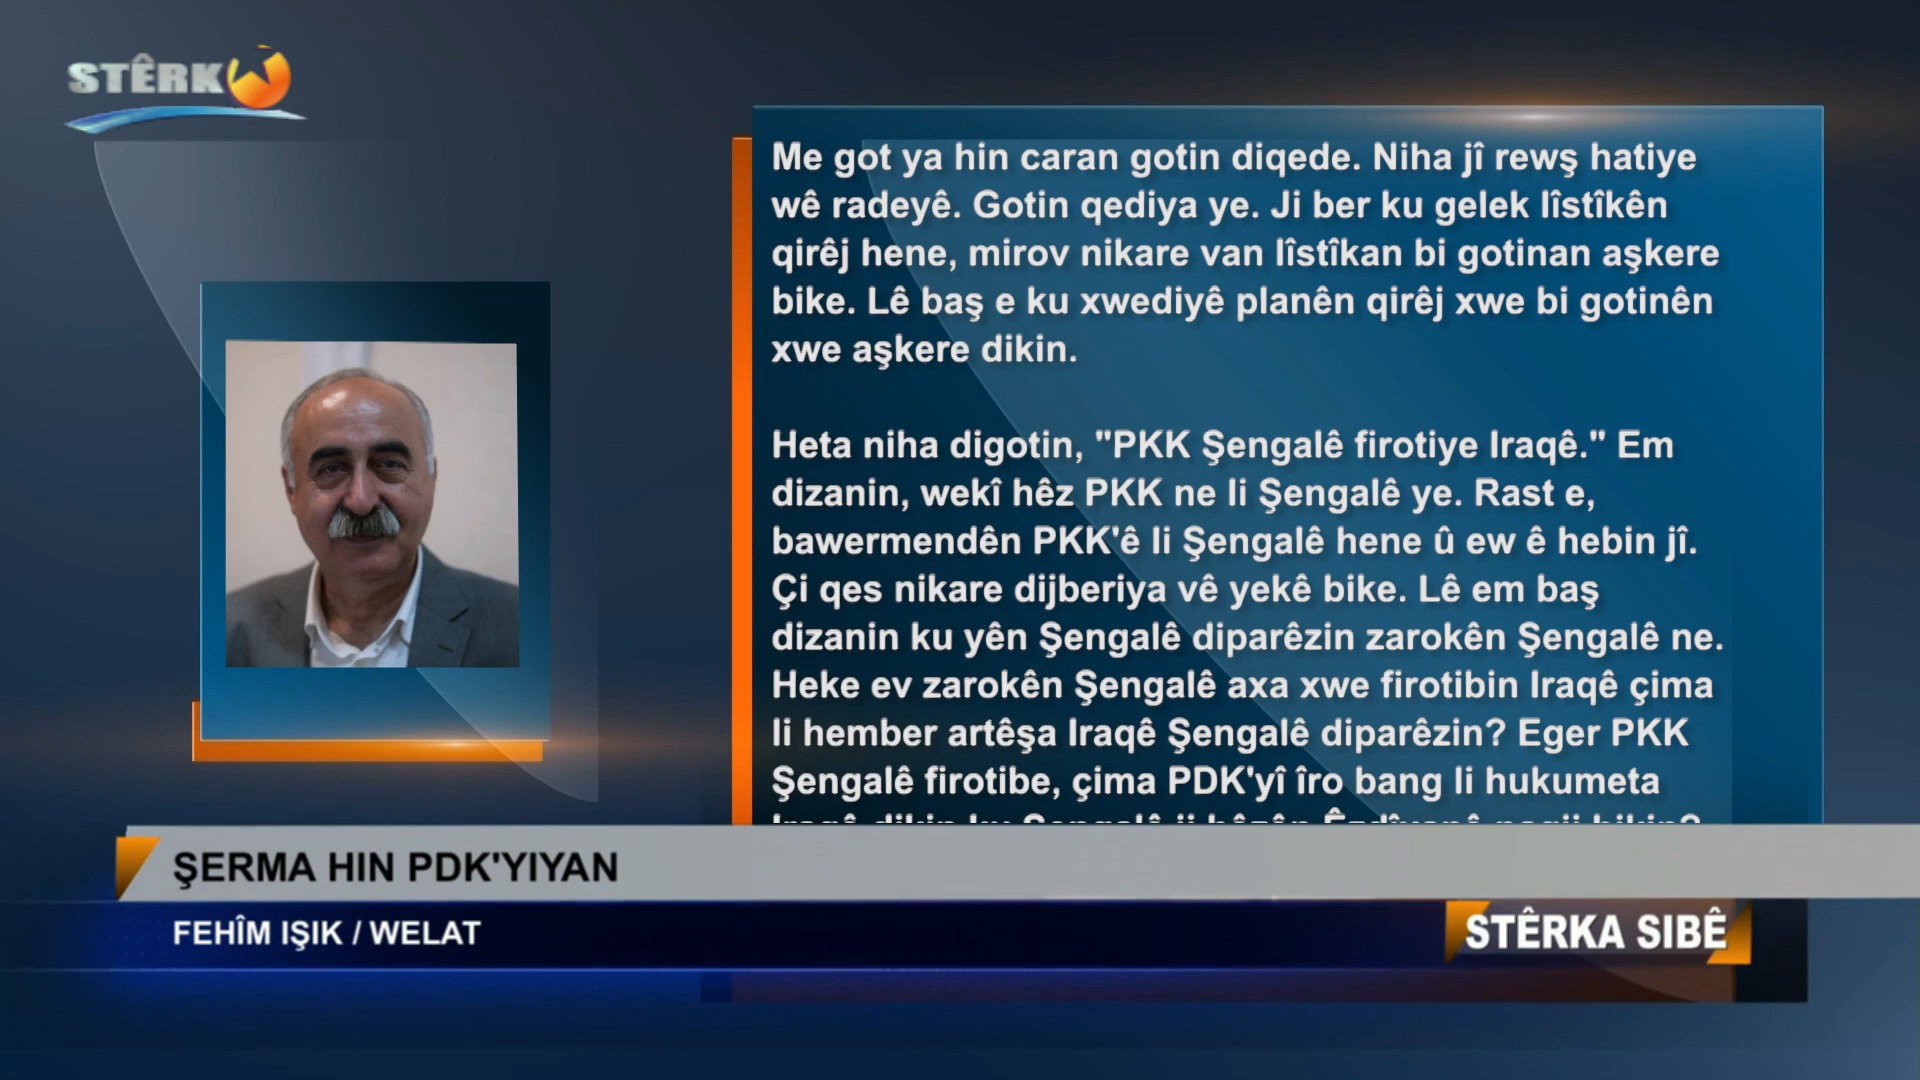 STÊRK
Me got ya hin caran gotin diqede. Niha jî rewş hatiye
wê radeyê. Gotin qediya ye. Ji ber ku gelek lîstîkên
qirêj hene, mirov nikare van lîstîkan bi gotinan aşkere
bike. Lê baş e ku xwediyê planên qirêj xwe bi gotinên
xwe aşkere dikin.
Heta niha digotin, "PKK Şengalê firotiye Iraqê." Em
dizanin, wekî hêz PKK ne li Şengalê ye. Rast e,
bawermendên PKK'ê li Şengalê hene û ew ê hebin jî.
Çi qes nikare dijberiya vê yekê bike. Lê em baş
dizanin ku yên Şengalê diparêzin zarokên Şengalê ne.
Heke ev zarokên Şengalê axa xwe firotibin Iraqê çima
li hember artêşa Iraqê Şengalê diparêzin? Eger PKK
Şengalê firotibe, çima PDK'yî îro bang li hukumeta
ŞERMA HIN PDK'YIYAN
FEHÎM IŞIK / WELAT
STÊRKA SIBÊ